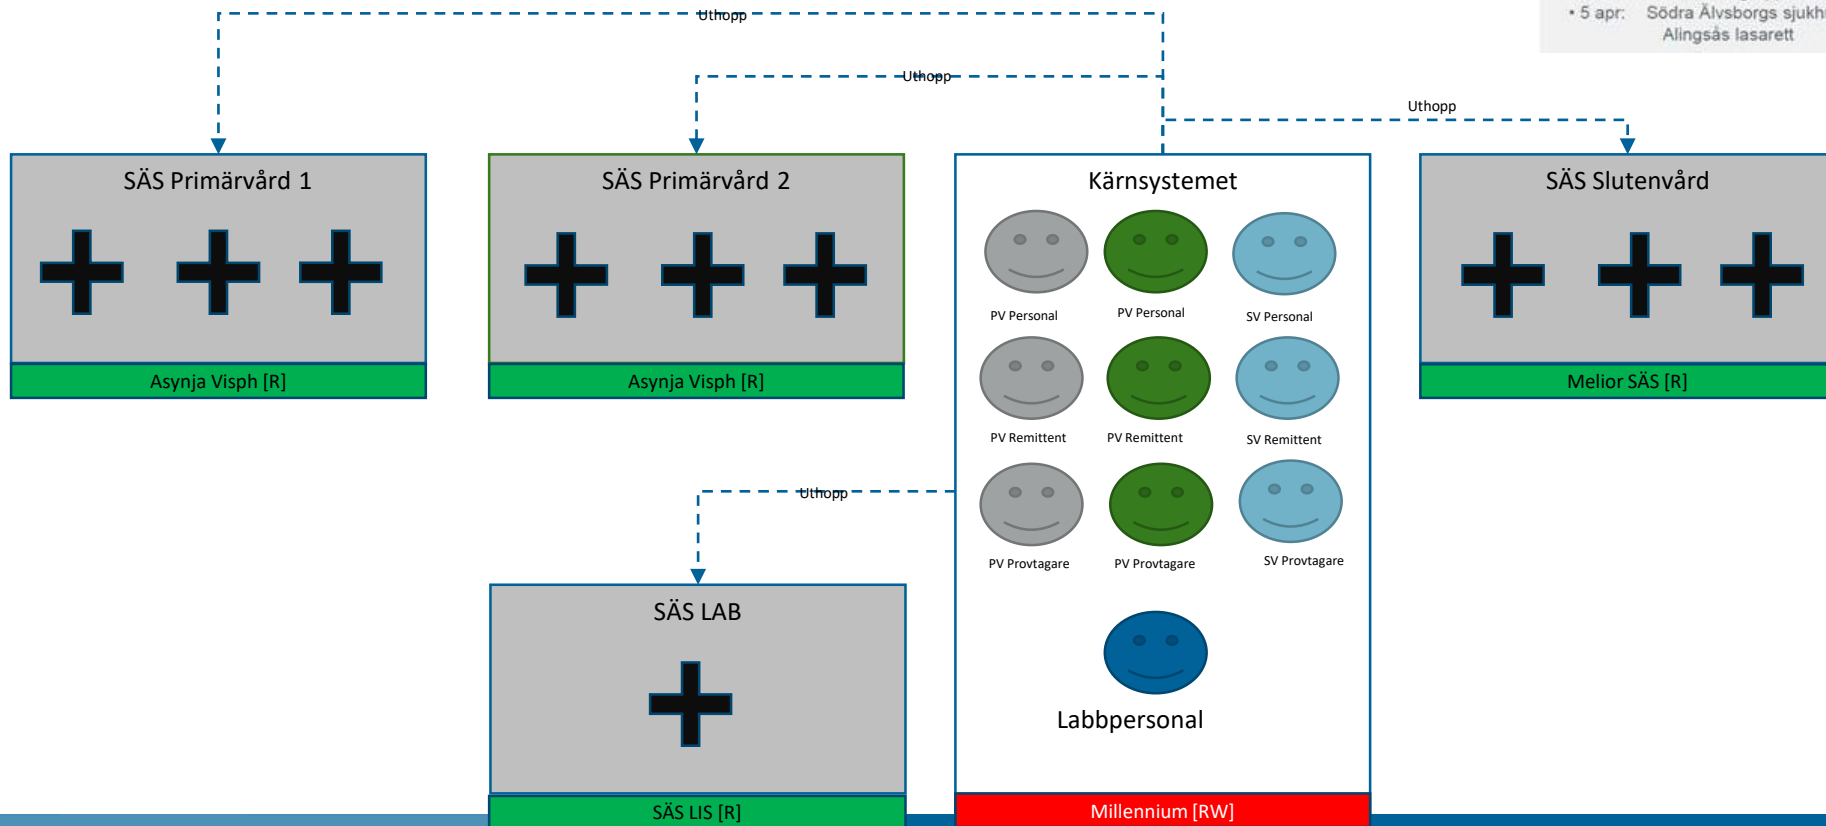 • 5 apr: Södra Älvsborgs
Alingsås lasarett
Uthopp
Uthopp
Uthopp
SÄS Primärvård 1
SÄS Primärvård 2
Kärnsystemet
SÄS Slutenvård
PV Personal
PV Personal
SV Personal
Asynja Visph [R]
Asynja Visph [R]
Melior SÄS [R]
PV Remittent
PV Remittent
SV Remittent
Uthopp
PV Provtagare
PV Provtagare
SV Provtagare
SÄS LAB
Labbpersonal
SÄS LIS [R]
Millennium [RW]